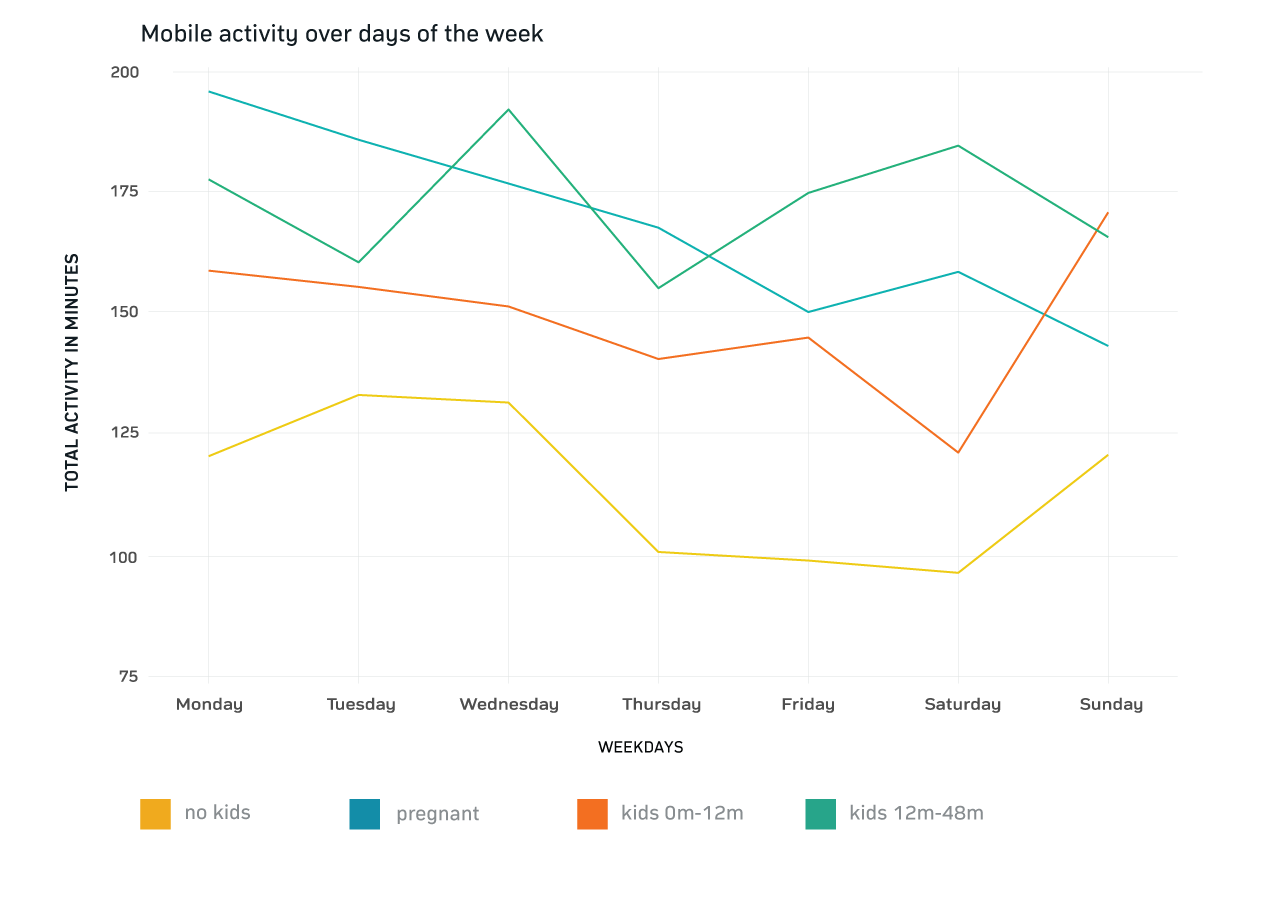 Mobile activity over days of the week
200
175
150
125
100
75
TOTAL ACTIVITY IN MINUTES
Monday Tuesday Wednesday Thursday Friday Saturday Sunday
WEEKDAYS
no kids pregnant kids 0m-12m kids 12m-48m